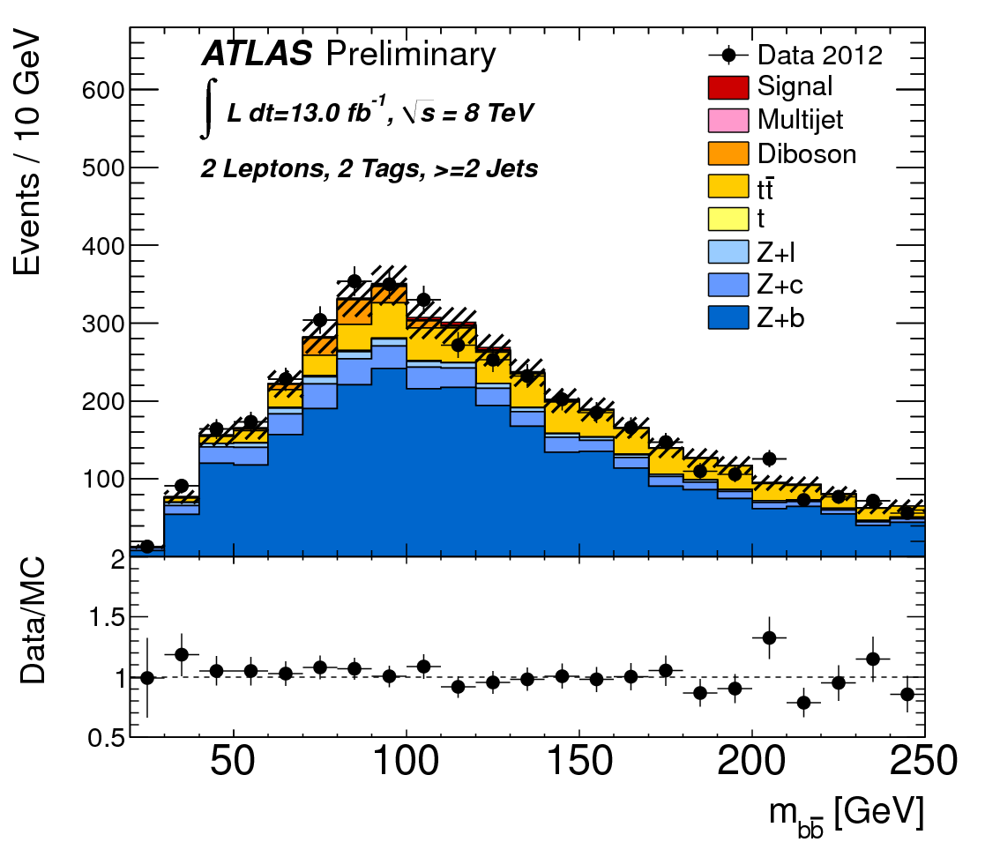 Events / 10 GeV
600
500
400
300
200
100
ATLAS Preliminary
∫ L dt=13.0 fb⁻¹, √s = 8 TeV
2 Leptons, 2 Tags, >=2 Jets
Data 2012
Signal
Multijet
Diboson
tt̄
t
Z+l
Z+c
Z+b
Data/MC
2
1.5
1
0.5
50 100 150 200 250
m_bb̄ [GeV]